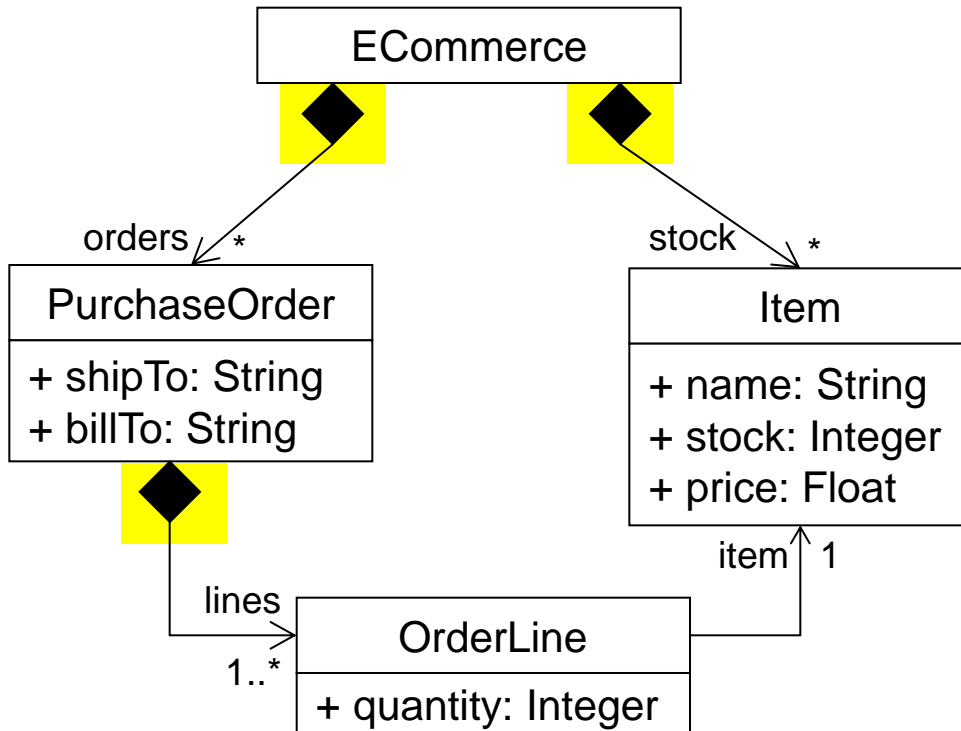 ECommerce
orders
*
stock
*
PurchaseOrder
+ shipTo: String
+ billTo: String
Item
+ name: String
+ stock: Integer
+ price: Float
item
1
lines
1..*
OrderLine
+ quantity: Integer